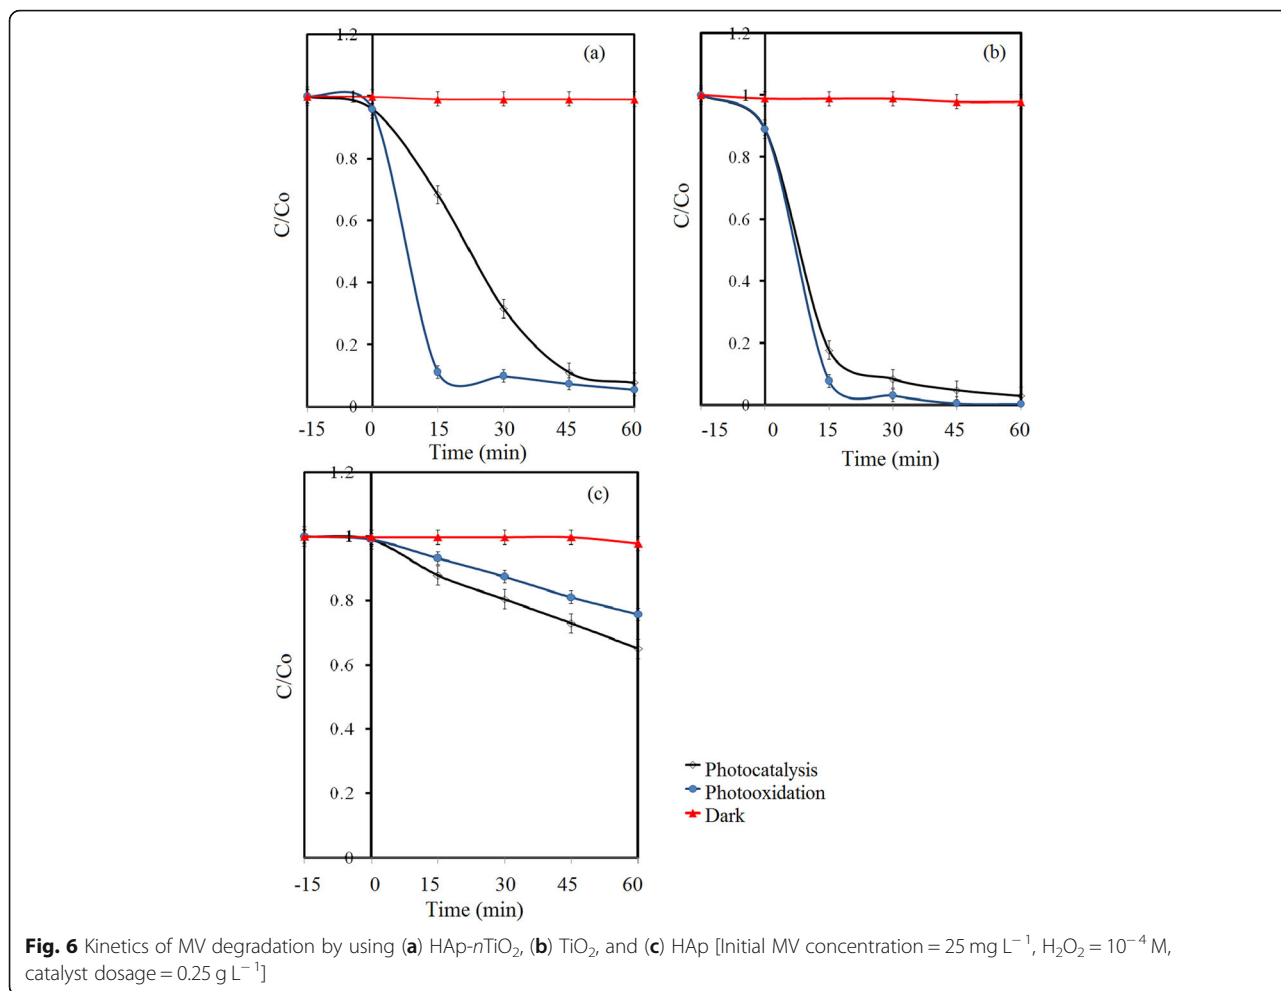 1.2
(a)
1
0.8
C/Co
0.6
0.4
0.2
0
-15 0 15 30 45 60
Time (min)
1.2
(b)
1
0.8
C/Co
0.6
0.4
0.2
0
-15 0 15 30 45 60
Time (min)
1.2
(c)
1
0.8
C/Co
0.6
0.4
0.2
0
-15 0 15 30 45 60
Time (min)
Photocatalysis
Photooxidation
Dark
Fig. 6 Kinetics of MV degradation by using (a) HAp-nTiO₂, (b) TiO₂, and (c) HAp [Initial MV concentration = 25 mg L⁻¹, H₂O₂ = 10⁻⁴ M,
catalyst dosage = 0.25 g L⁻¹]